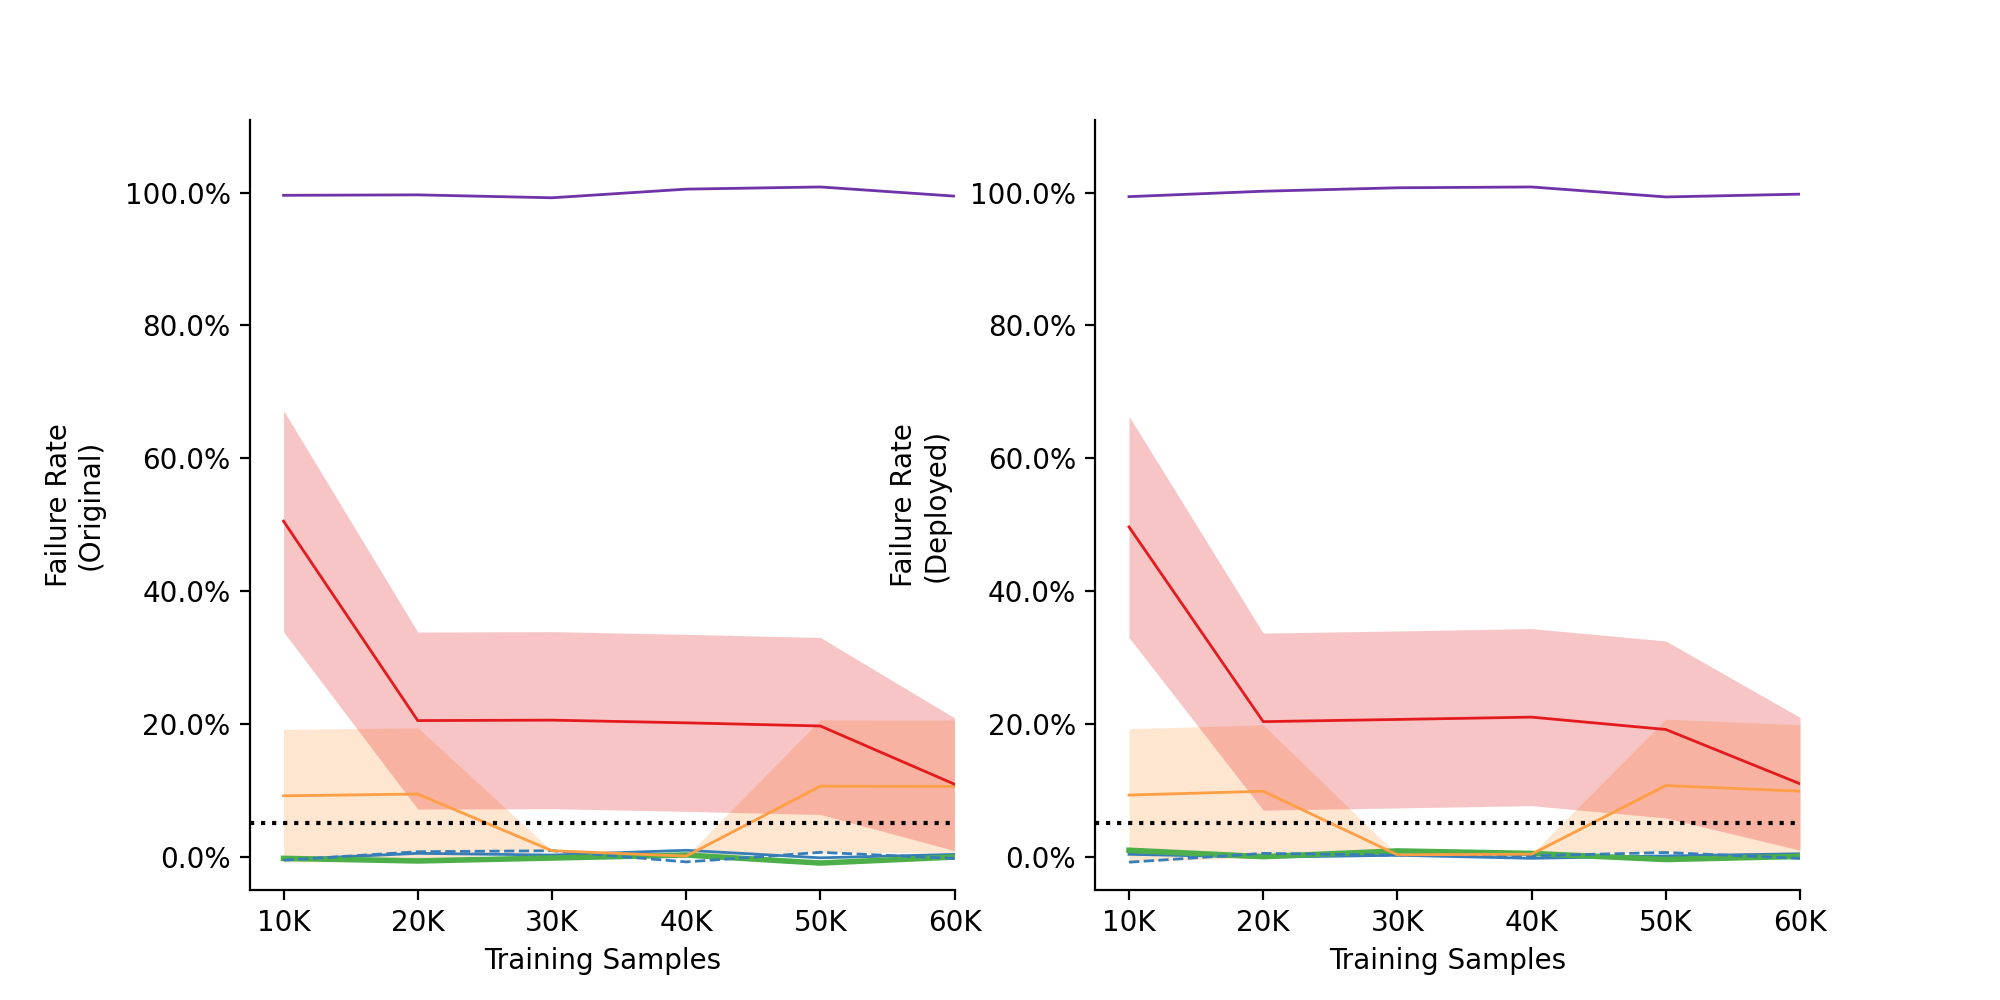 Failure Rate
(Original)
100.0%
80.0%
60.0%
40.0%
20.0%
0.0%
10K 20K 30K 40K 50K 60K
Training Samples
Failure Rate
(Deployed)
100.0%
80.0%
60.0%
40.0%
20.0%
0.0%
10K 20K 30K 40K 50K 60K
Training Samples